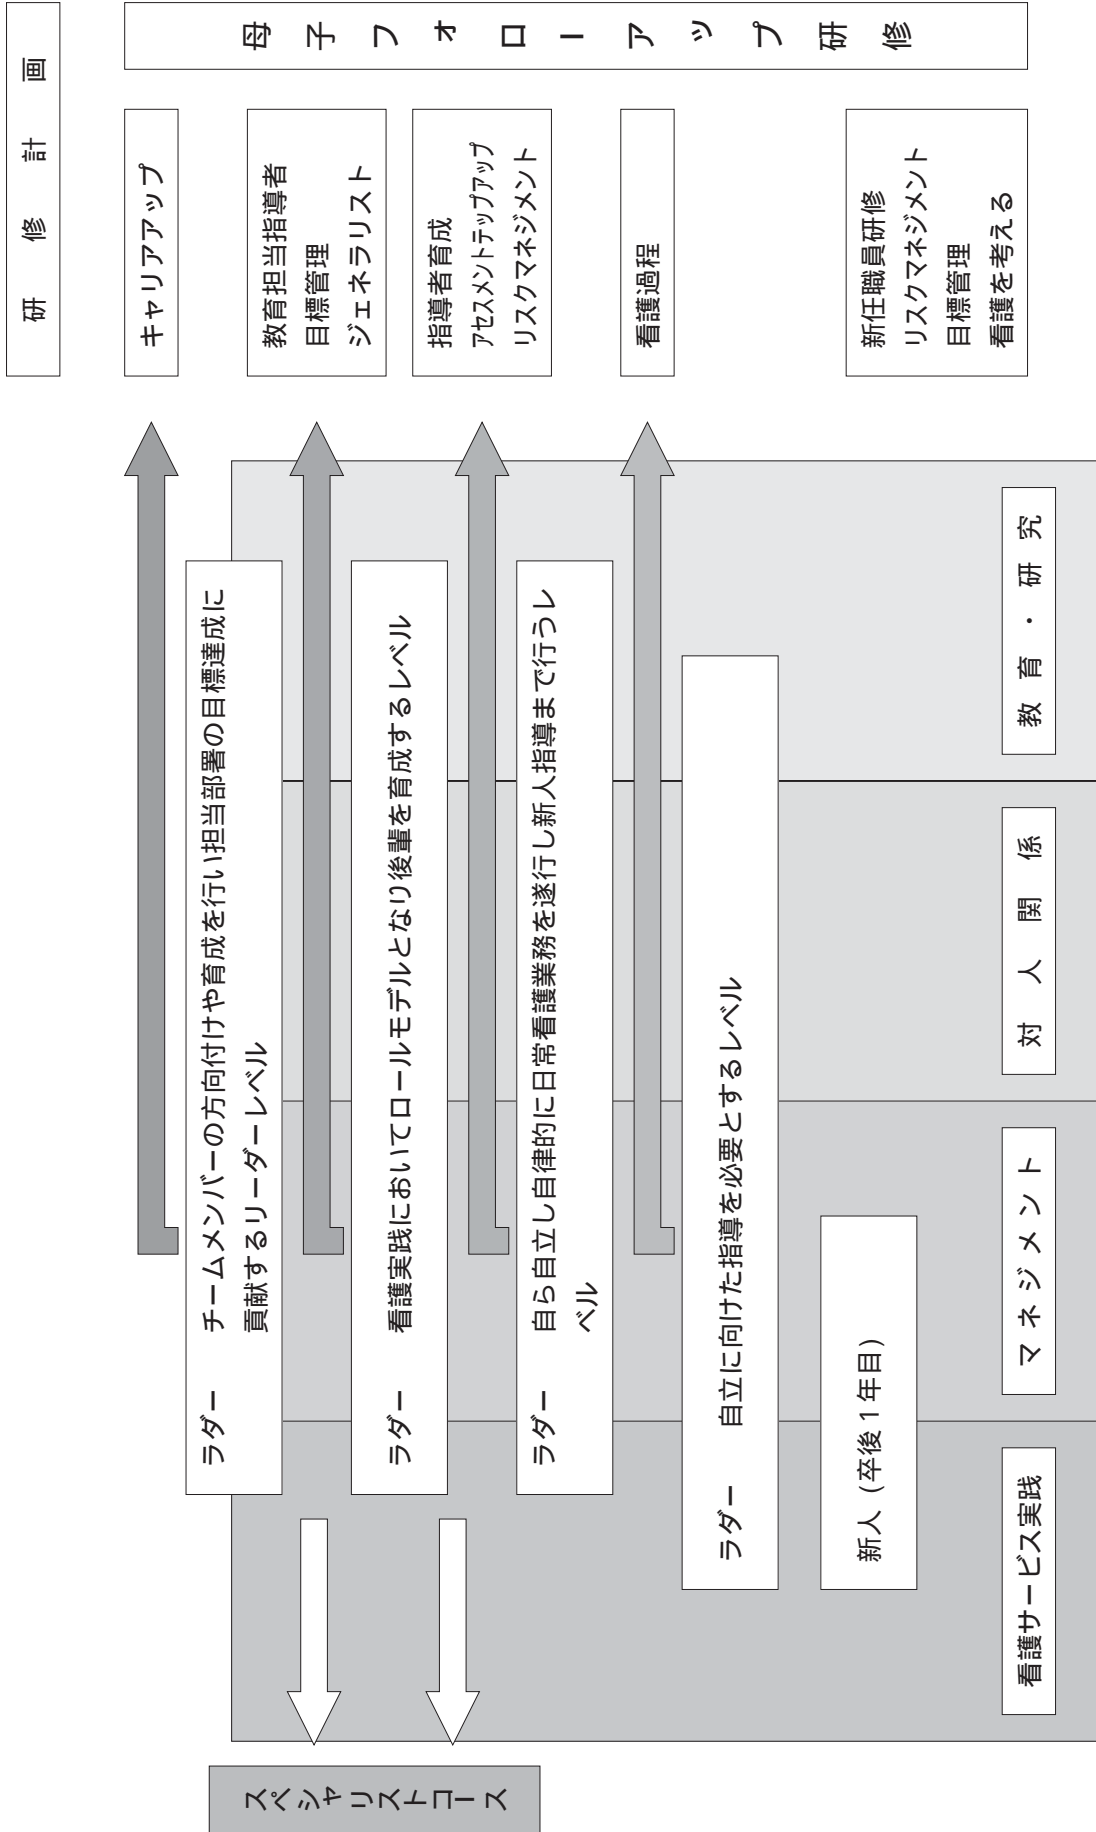 研修計画
母子フォローアップ研修
キャリアアップ
教育担当指導者
目標管理
ジェネラリスト
指導者育成
アセスメントテップアップ
リスクマネジメント
看護過程
新任職員研修
リスクマネジメント
目標管理
看護を考える
スペシャリストコース
ラダー チームメンバーの方向付けや育成を行い担当部署の目標達成に
貢献するリーダーレベル
ラダー 看護実践においてロールモデルとなり後輩を育成するレベル
ラダー 自ら自立し自律的に日常看護業務を遂行し新人指導まで行うレ
ベル
ラダー 自立に向けた指導を必要とするレベル
新人（卒後1年目）
看護サービス実践
マネジメント
対人関係
教育・研究